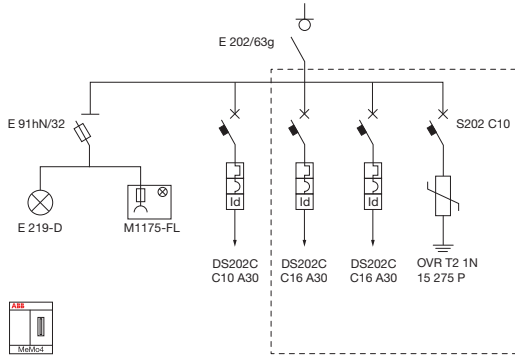 E 202/63g
E 91hN/32
S202 C10
Id
Id
Id
E 219-D
M1175-FL
DS202C
C10 A30
DS202C
C16 A30
DS202C
C16 A30
OVR T2 1N
15 275 P
ABB
MeMo4